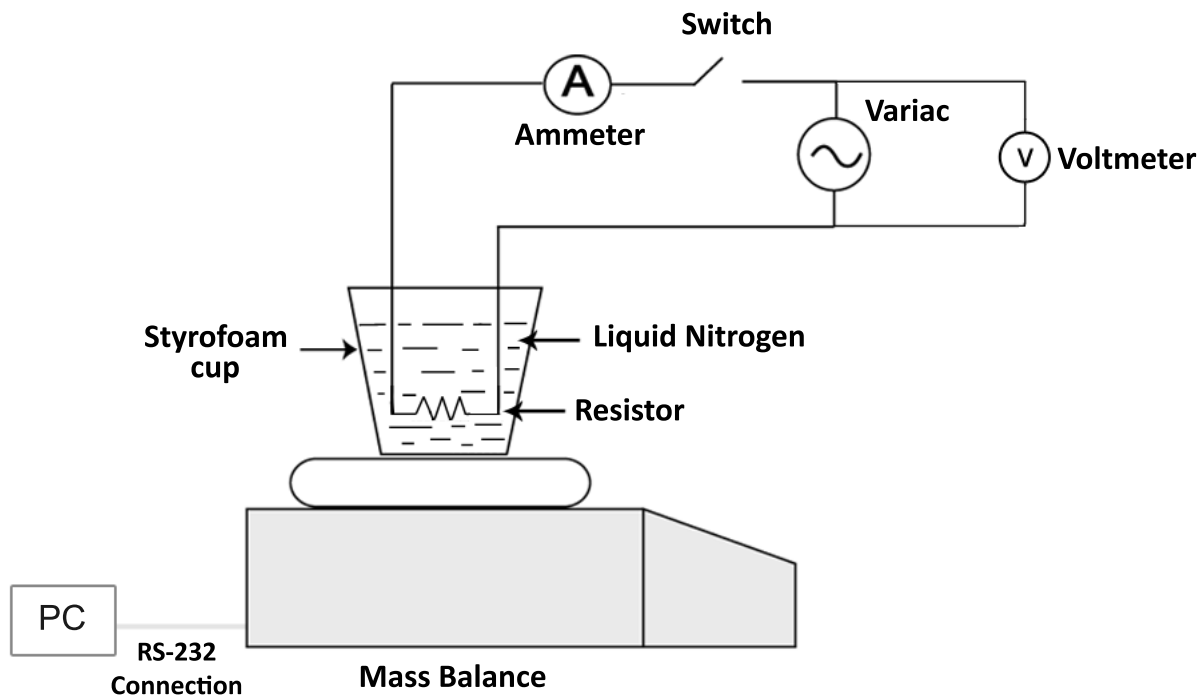 Switch
A
Ammeter
Variac
V
Voltmeter
Styrofoam
cup
Liquid Nitrogen
Resistor
PC
RS-232
Connection
Mass Balance